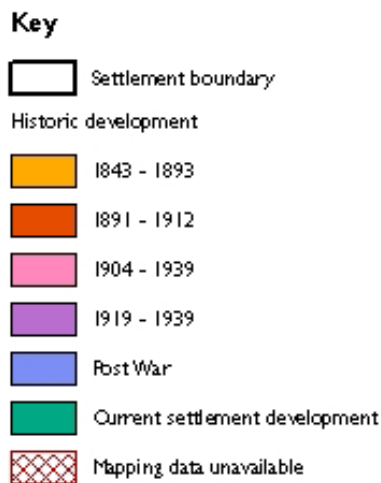 Key
Settlement boundary
Historic development
1843 - 1893
1891 - 1912
1904 - 1939
1919 - 1939
Post War
Current settlement development
Mapping data unavailable